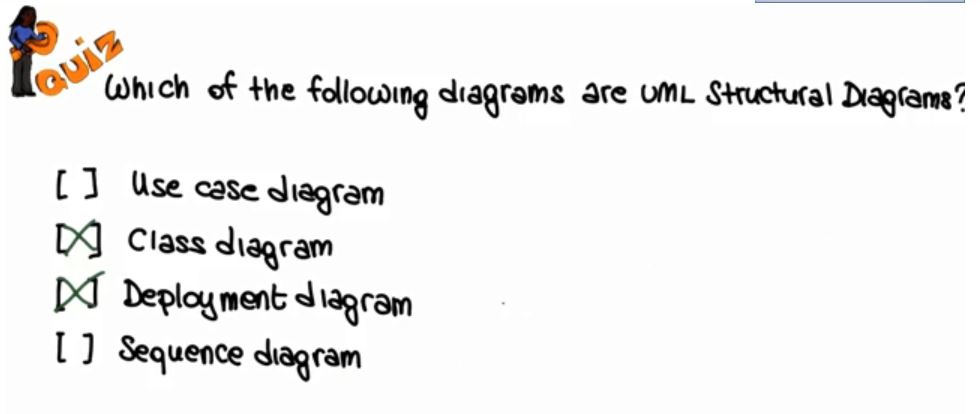 QUIZ
Which of the following diagrams are UML Structural Diagrams?
[ ] Use case diagram
[X] Class diagram
[X] Deployment diagram
[ ] Sequence diagram